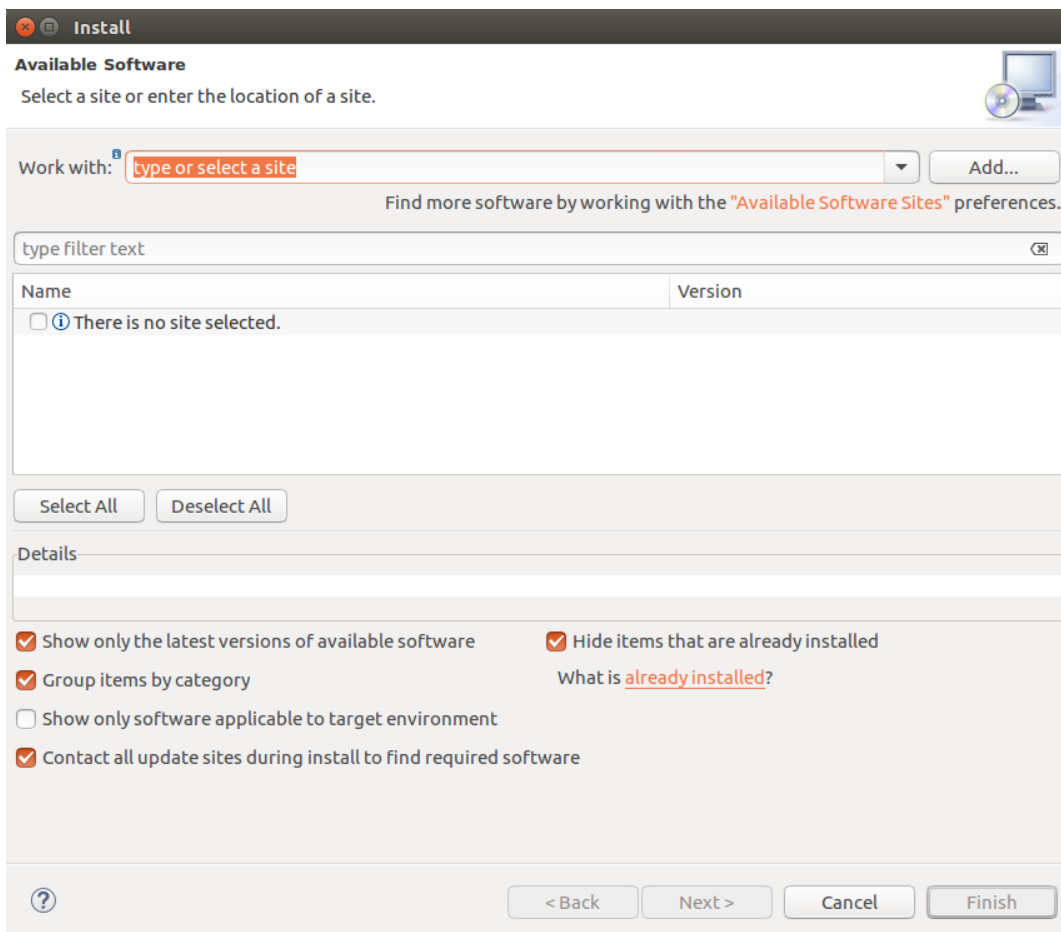 Install
Available Software
Select a site or enter the location of a site.
Work with: type or select a site Add...
Find more software by working with the "Available Software Sites" preferences.
type filter text
Name Version
There is no site selected.
Select All Deselect All
Details
Show only the latest versions of available software Hide items that are already installed
Group items by category What is already installed?
Show only software applicable to target environment
Contact all update sites during install to find required software
? < Back Next > Cancel Finish